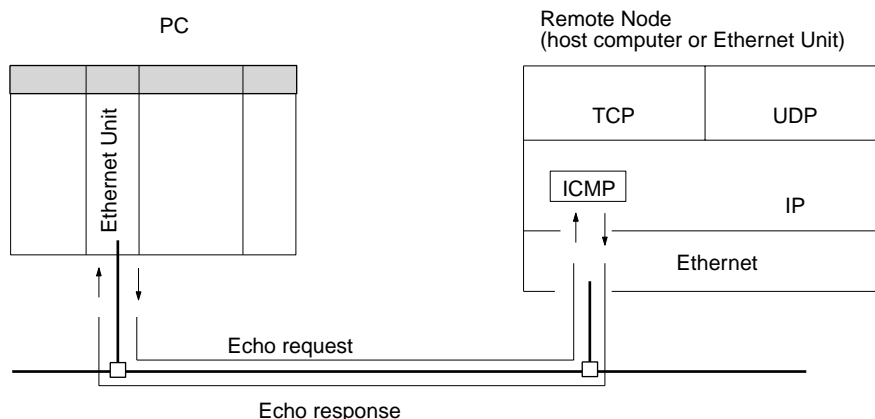 PC
Remote Node
(host computer or Ethernet Unit)
Ethernet Unit
TCP
UDP
ICMP
IP
Ethernet
Echo request
Echo response